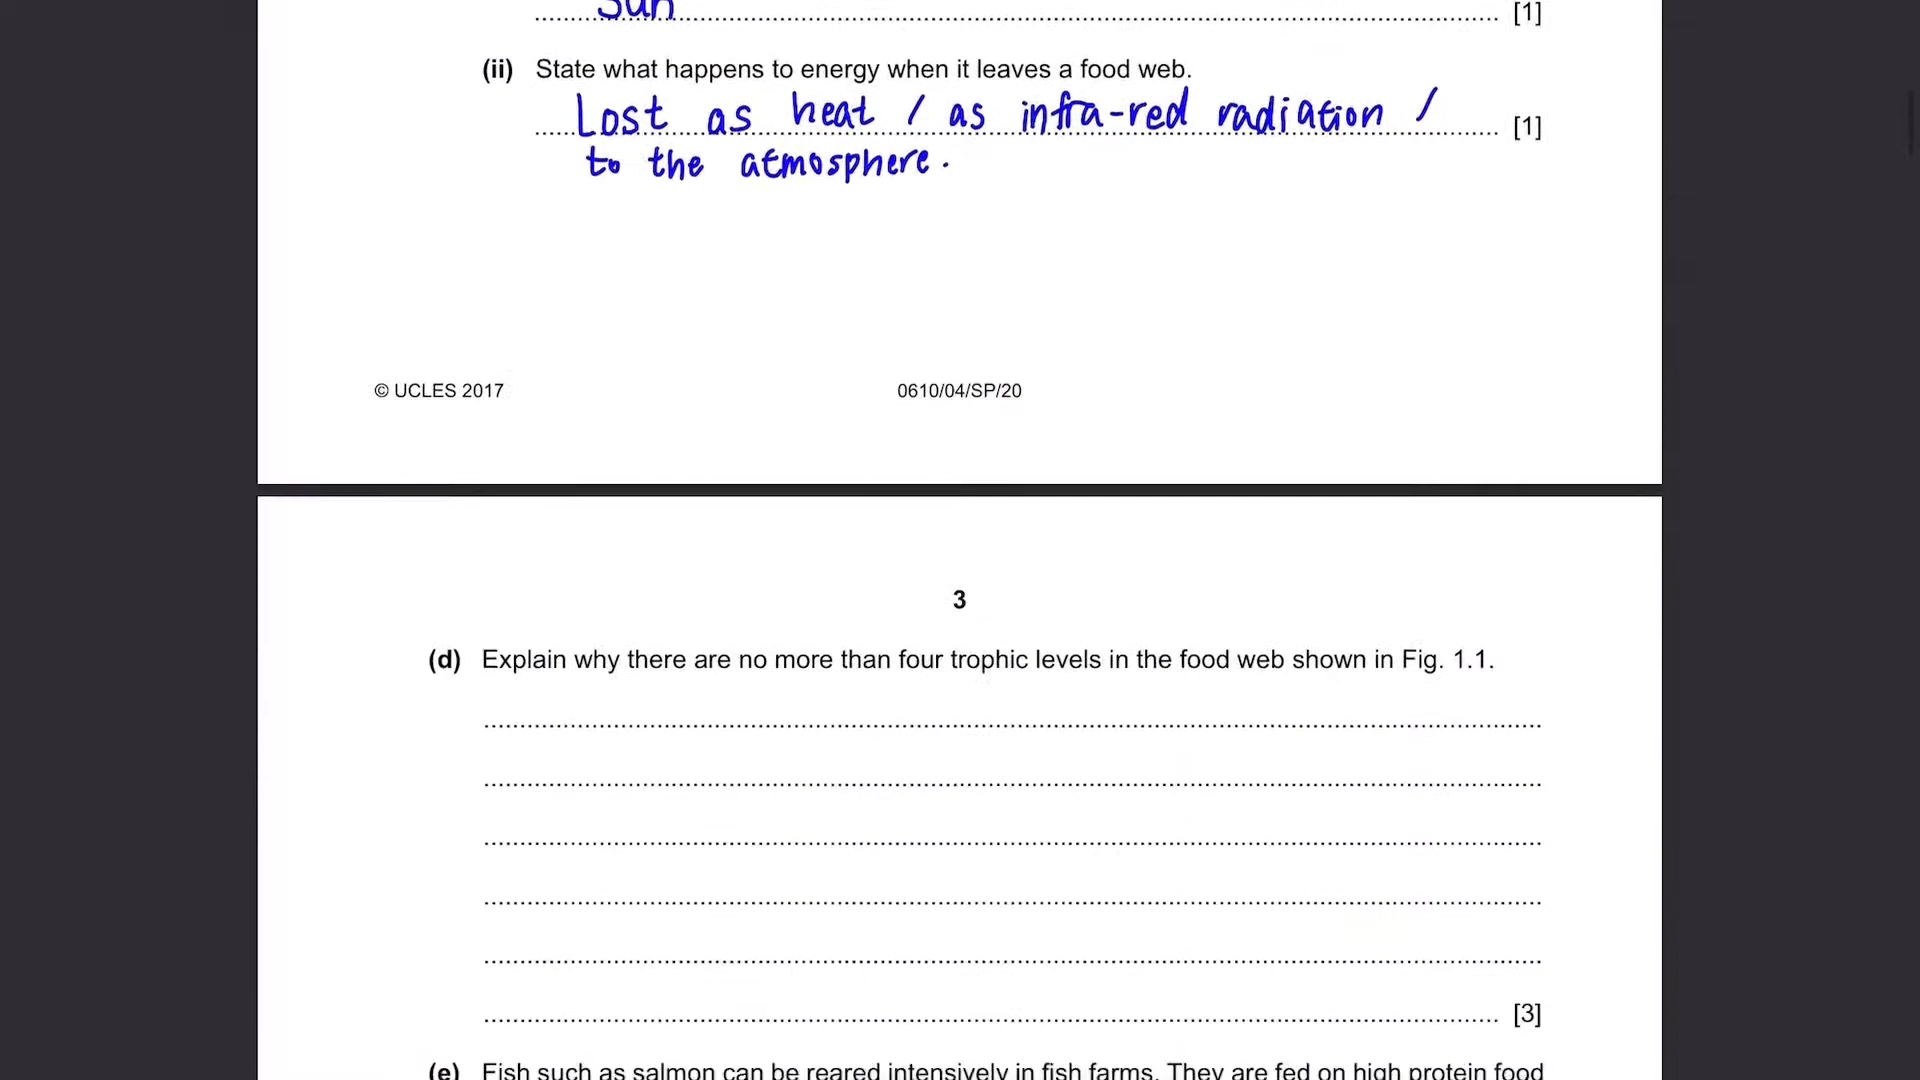 Sun
[1]
(ii) State what happens to energy when it leaves a food web.
Lost as heat / as infra-red radiation /
[1]
to the atmosphere.
© UCLES 2017
0610/04/SP/20
3
(d) Explain why there are no more than four trophic levels in the food web shown in Fig. 1.1.
[3]
(e) Fish such as salmon can be reared intensively in fish farms. They are fed on high protein food